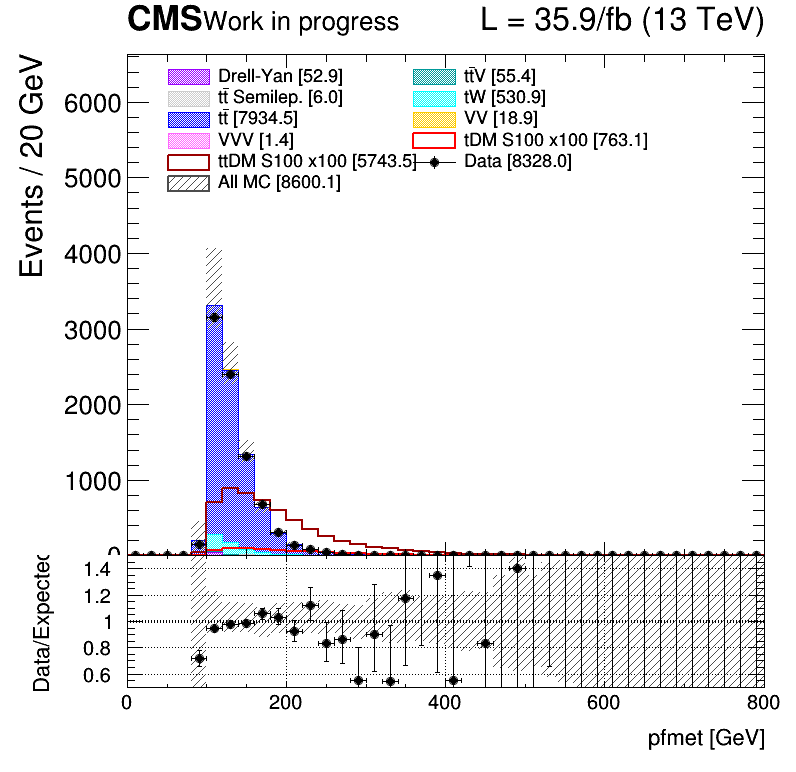 CMS Work in progress L = 35.9/fb (13 TeV)
Events / 20 GeV
6000
5000
4000
3000
2000
1000
0
Drell-Yan [52.9]
tt̄ Semilep. [6.0]
tt̄ [7934.5]
VVV [1.4]
ttDM S100 x100 [5743.5]
All MC [8600.1]
tt̄V [55.4]
tW [530.9]
VV [18.9]
tDM S100 x100 [763.1]
Data [8328.0]
Data/Expected
1.4
1.2
1
0.8
0.6
0 200 400 600 800
pfmet [GeV]